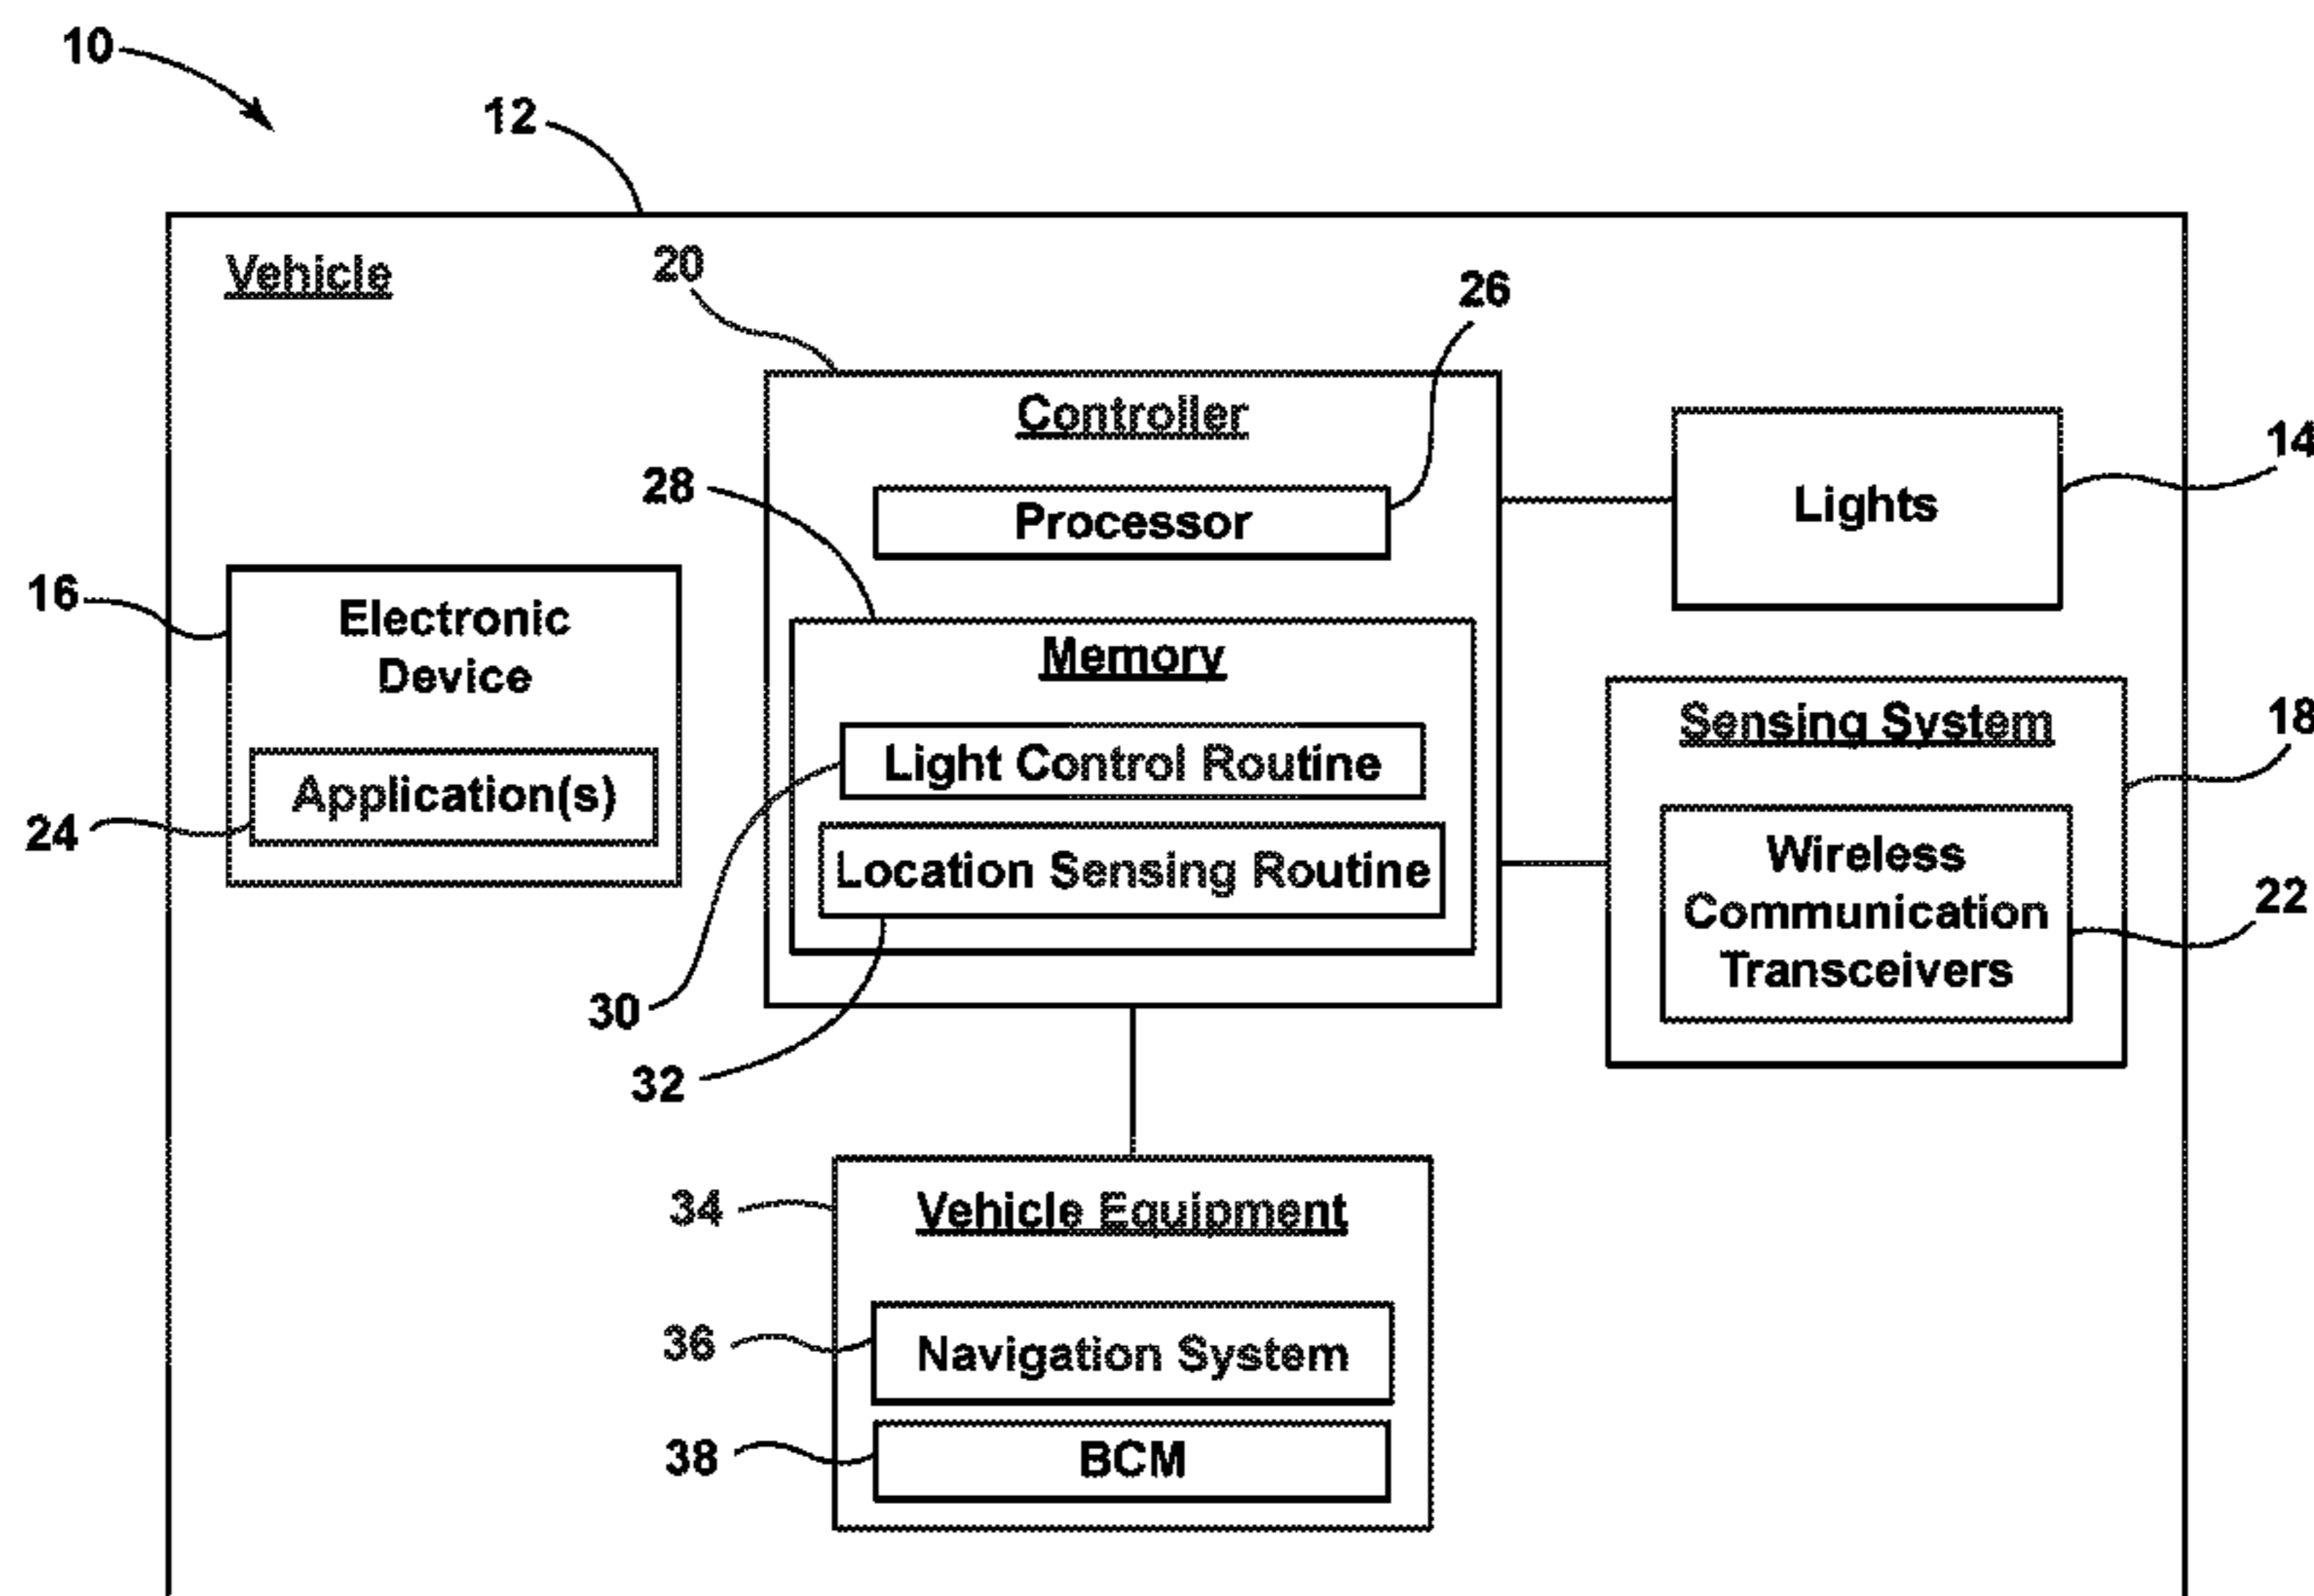 10
12
Vehicle
20
26
Controller
14
28
Processor
Lights
16
Electronic
Device
Memory
18
Sensing System
Light Control Routine
24
Application(s)
Location Sensing Routine
Wireless
Communication
Transceivers
22
30
32
34
Vehicle Equipment
36
Navigation System
38
BCM